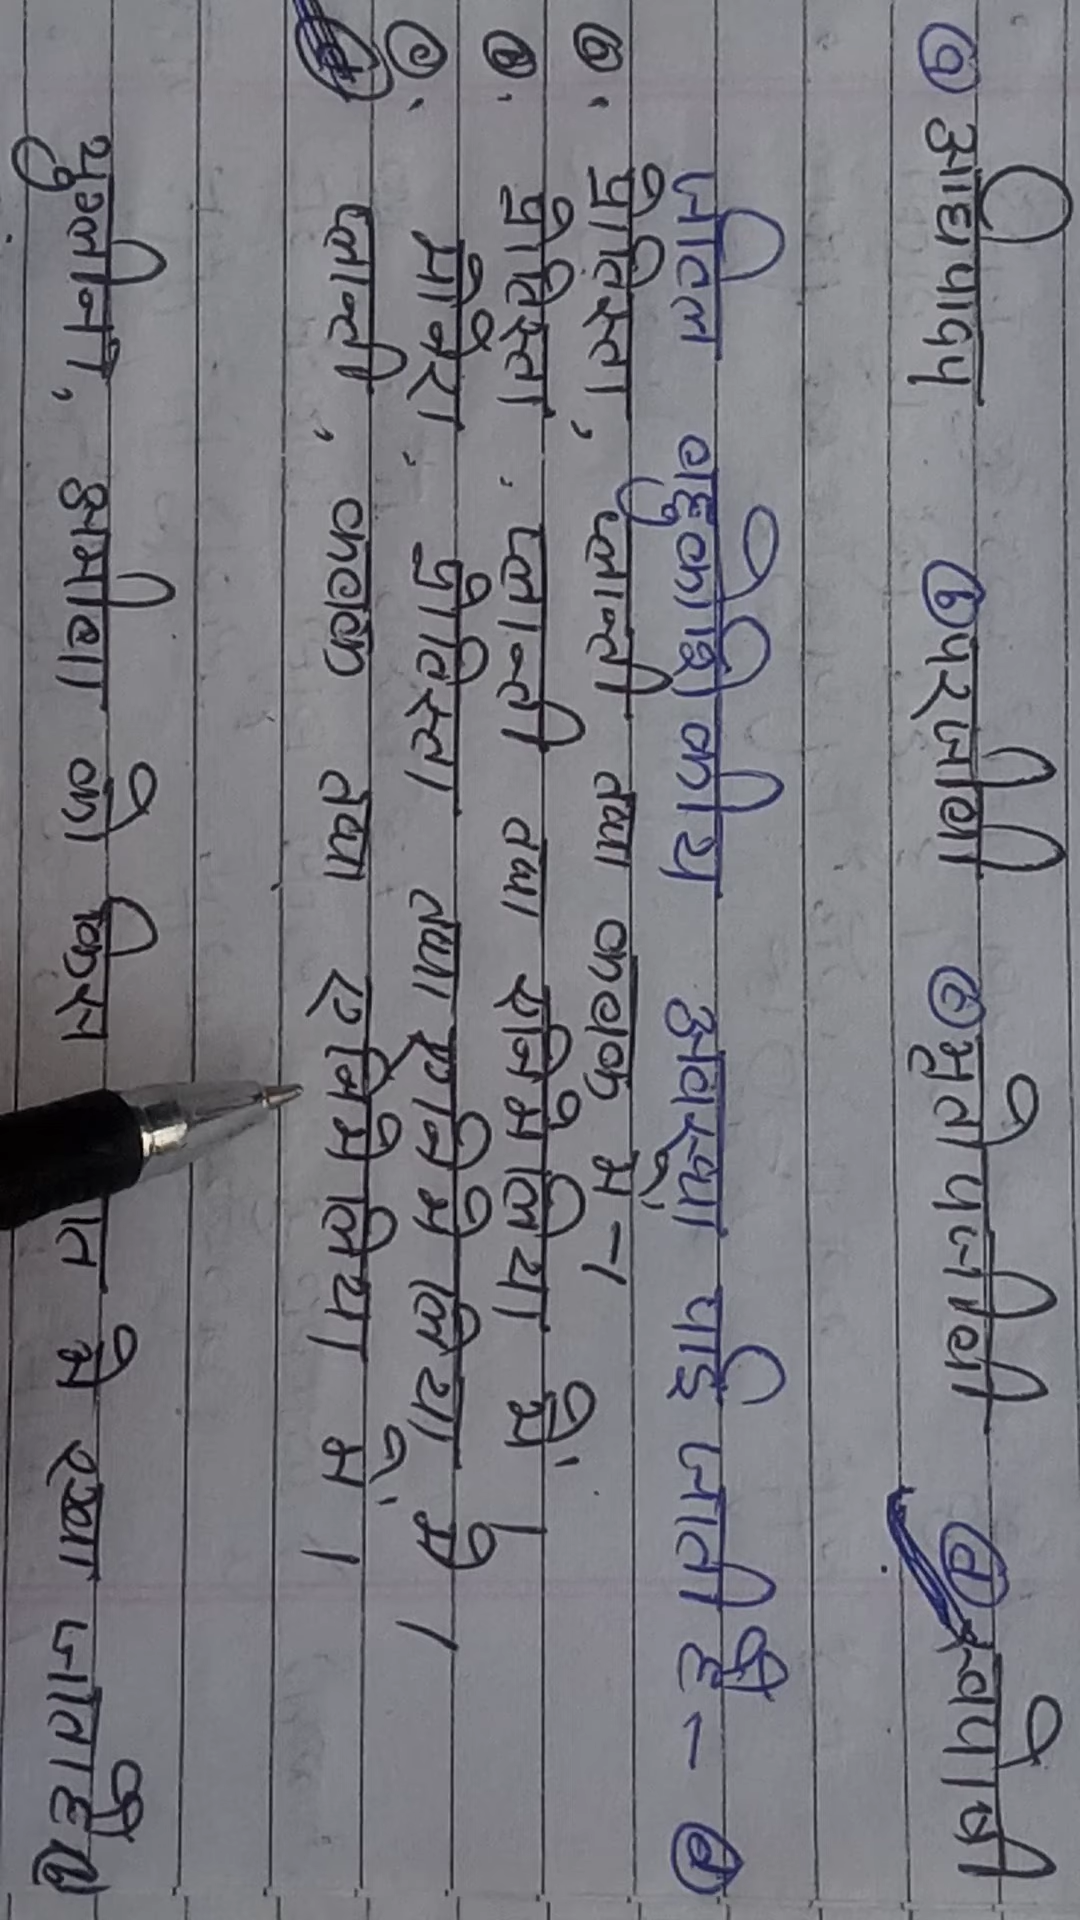 ⓐ आद्यपादप ⓑ परजीवी ⓒ मृतोपजीवी ⓓ स्वपोषी
जटिल बहुकोशिकीय अवस्था पाई जाती है - ⓓ
ⓐ. प्रोटिस्टा, प्लान्टी तथा कवक में -।
ⓑ. प्रोटिस्टा, प्लान्टी तथा एनिमेलिया में।
ⓒ. मोनेरा, प्रोटिस्टा तथा एनिमेलिया में।
ⓓ प्लान्टी, कवक तथा एनिमेलिया में।
युग्लीना, अमीबा को किस में रखा जाता है ⓑ